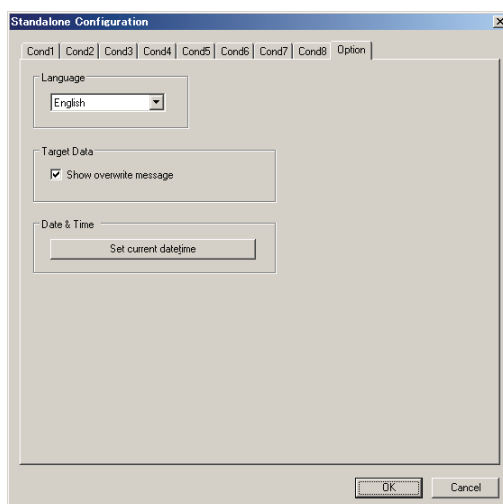 Standalone Configuration
Cond1 Cond2 Cond3 Cond4 Cond5 Cond6 Cond7 Cond8 Option
Language
English
Target Data
Show overwrite message
Date & Time
Set current datetime
OK Cancel